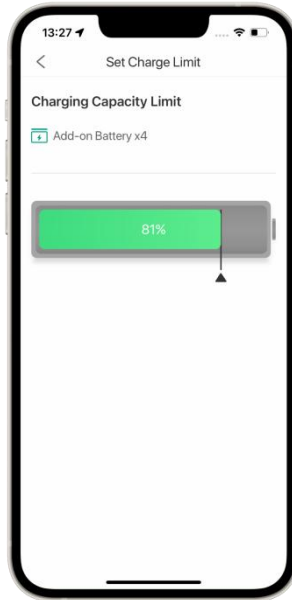 13:27
Set Charge Limit
Charging Capacity Limit
Add-on Battery x4
81%